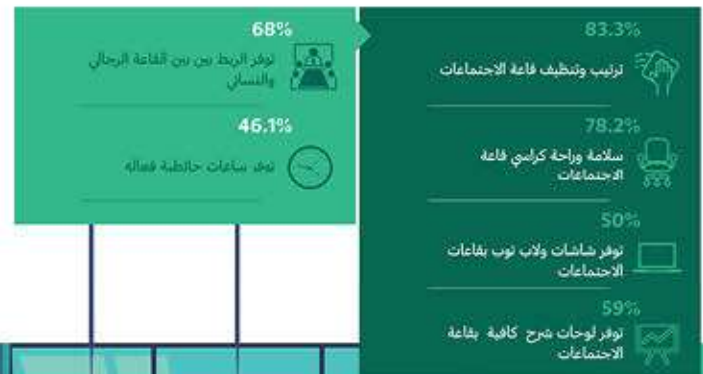 83.3%
ترتيب وتنظيف قاعة الاجتماعات
78.2%
سلامة وراحة كراسي قاعة
الاجتماعات
50%
توفر شاشات ولاب توب بقاعات
الاجتماعات
59%
توفر لوحات شرح كافية بقاعة
الاجتماعات
68%
توفر الربط بين بين القاعة الرجالي
والنسائي
46.1%
توفر ساعات حائطية فعاله